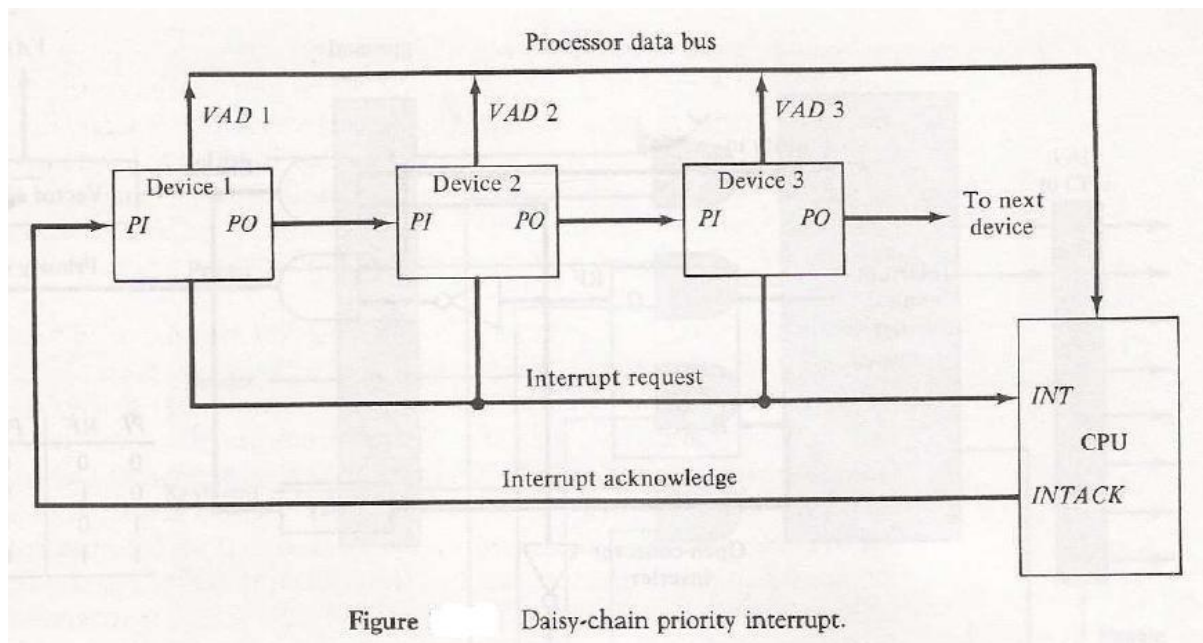 Processor data bus
VAD 1
VAD 2
VAD 3
Device 1
PI PO
Device 2
PI PO
Device 3
PI PO
To next
device
Interrupt request
INT
CPU
Interrupt acknowledge
INTACK
Figure Daisy-chain priority interrupt.